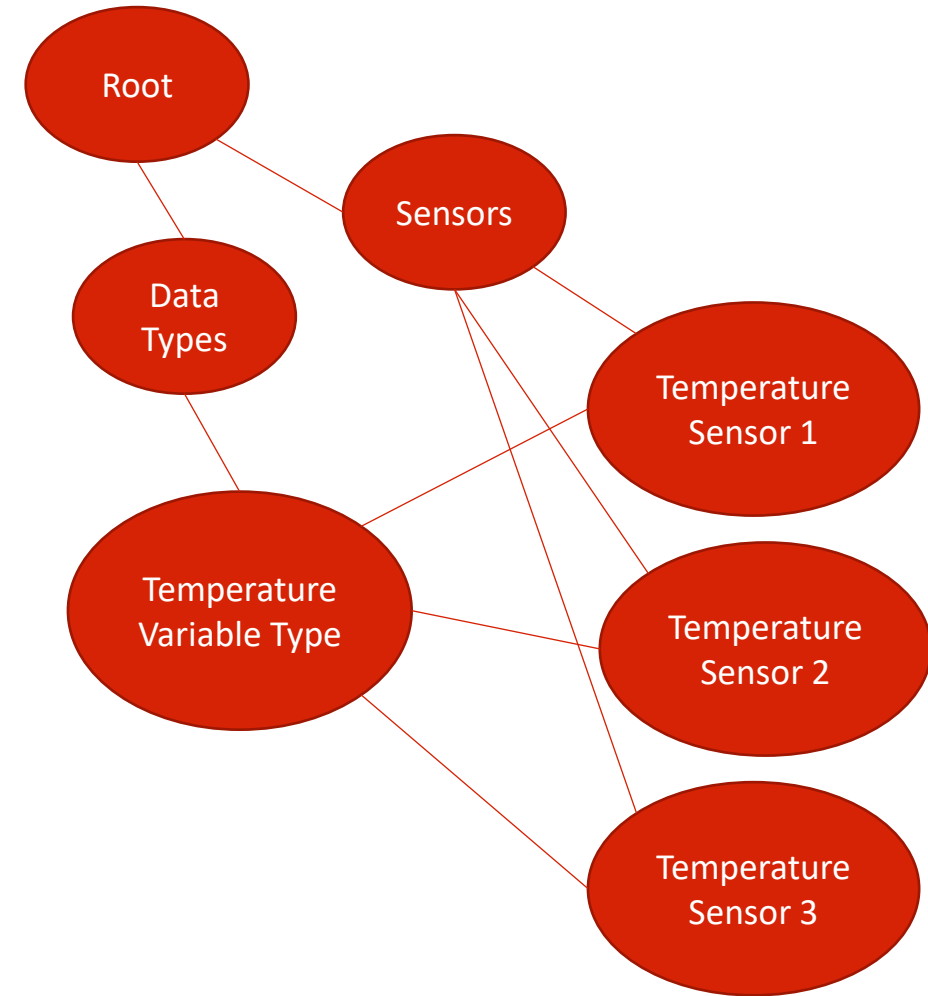 Root
Sensors
Data
Types
Temperature
Sensor 1
Temperature
Variable Type
Temperature
Sensor 2
Temperature
Sensor 3